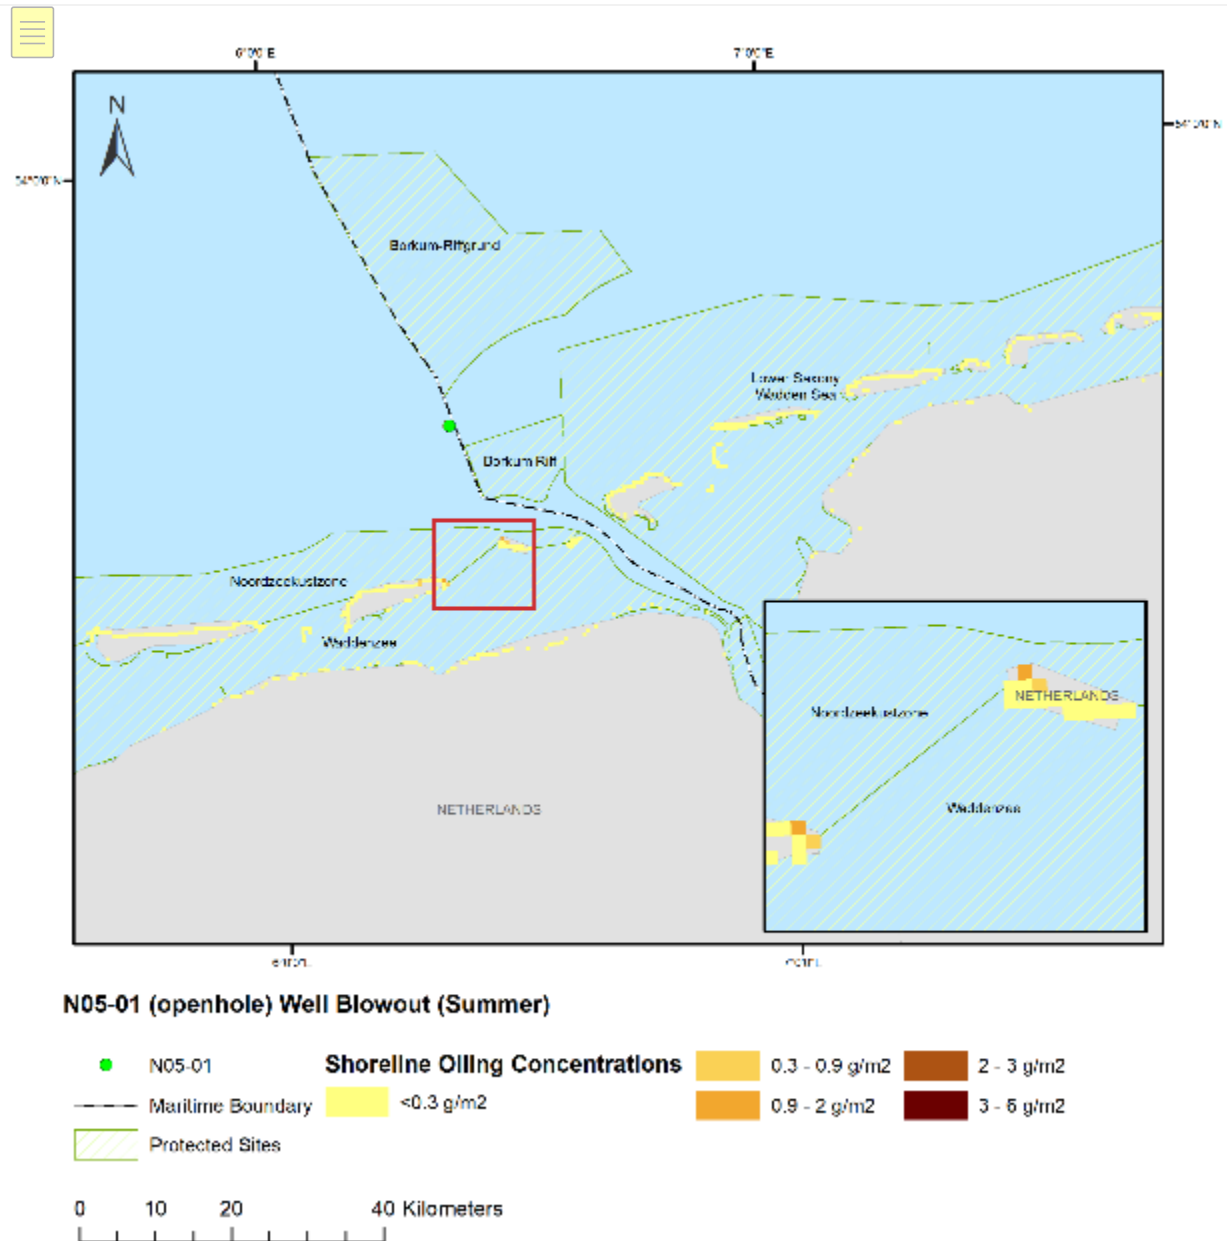 6°0'0"E
7°0'0"E
N
54°0'0"N
Borkum-Riffgrund
Lower Saxony
Wadden Sea
Borkum Riff
Noordzeekustzone
Waddenzee
NETHERLANDS
NETHERLANDS
Noordzeekustzone
Waddenzee
N05-01 (openhole) Well Blowout (Summer)
N05-01
Maritime Boundary
Protected Sites
Shoreline Oiling Concentrations
<0.3 g/m2
0.3 - 0.9 g/m2
0.9 - 2 g/m2
2 - 3 g/m2
3 - 6 g/m2
0 10 20 40 Kilometers